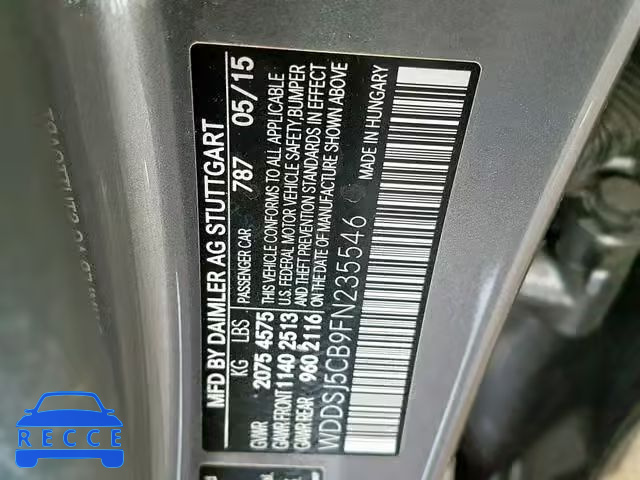 MFD BY DAIMLER AG STUTTGART
KG LBS PASSENGER CAR 787 05/15
GVWR 2075 4575 THIS VEHICLE CONFORMS TO ALL APPLICABLE
GAWR FRONT 1140 2513 U.S. FEDERAL MOTOR VEHICLE SAFETY, BUMPER
GAWR REAR 960 2116 AND THEFT PREVENTION STANDARDS IN EFFECT
ON THE DATE OF MANUFACTURE SHOWN ABOVE
WDDSJ5CB9FN235546
MADE IN HUNGARY
RECCE